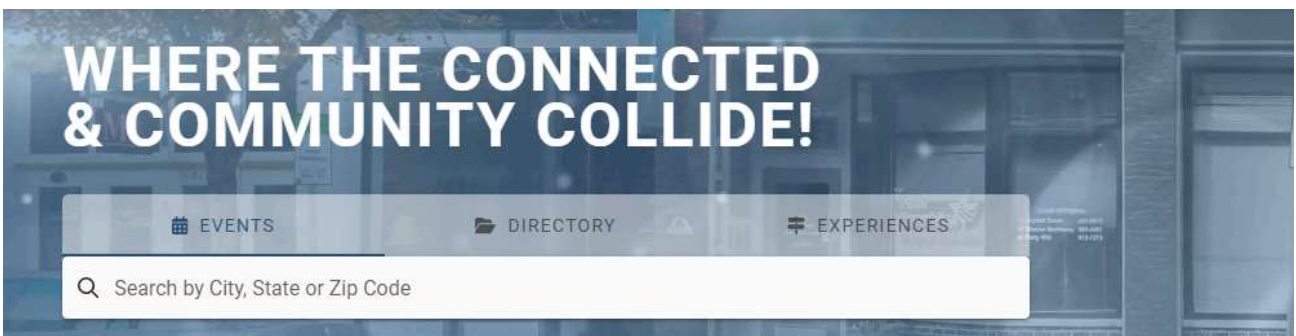 WHERE THE CONNECTED
& COMMUNITY COLLIDE!
EVENTS
DIRECTORY
EXPERIENCES
Search by City, State or Zip Code